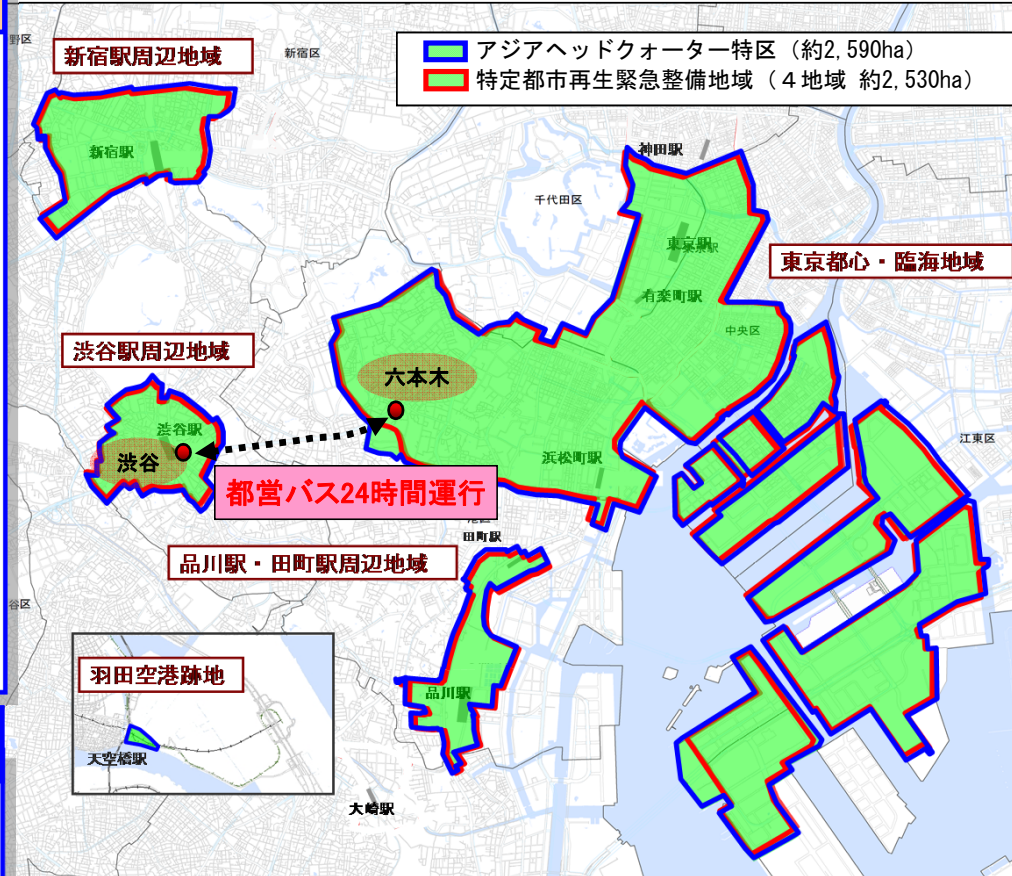 野区
新宿駅周辺地域
新宿区
アジアヘッドクォーター特区（約2,590ha）
特定都市再生緊急整備地域（４地域 約2,530ha）
新宿駅
神田駅
千代田区
東京駅
東京都心・臨海地域
有楽町駅
中央区
渋谷駅周辺地域
六本木
渋谷駅
渋谷
江東区
浜松町駅
都営バス24時間運行
港区
田町駅
品川駅・田町駅周辺地域
谷区
羽田空港跡地
品川駅
天空橋駅
大崎駅